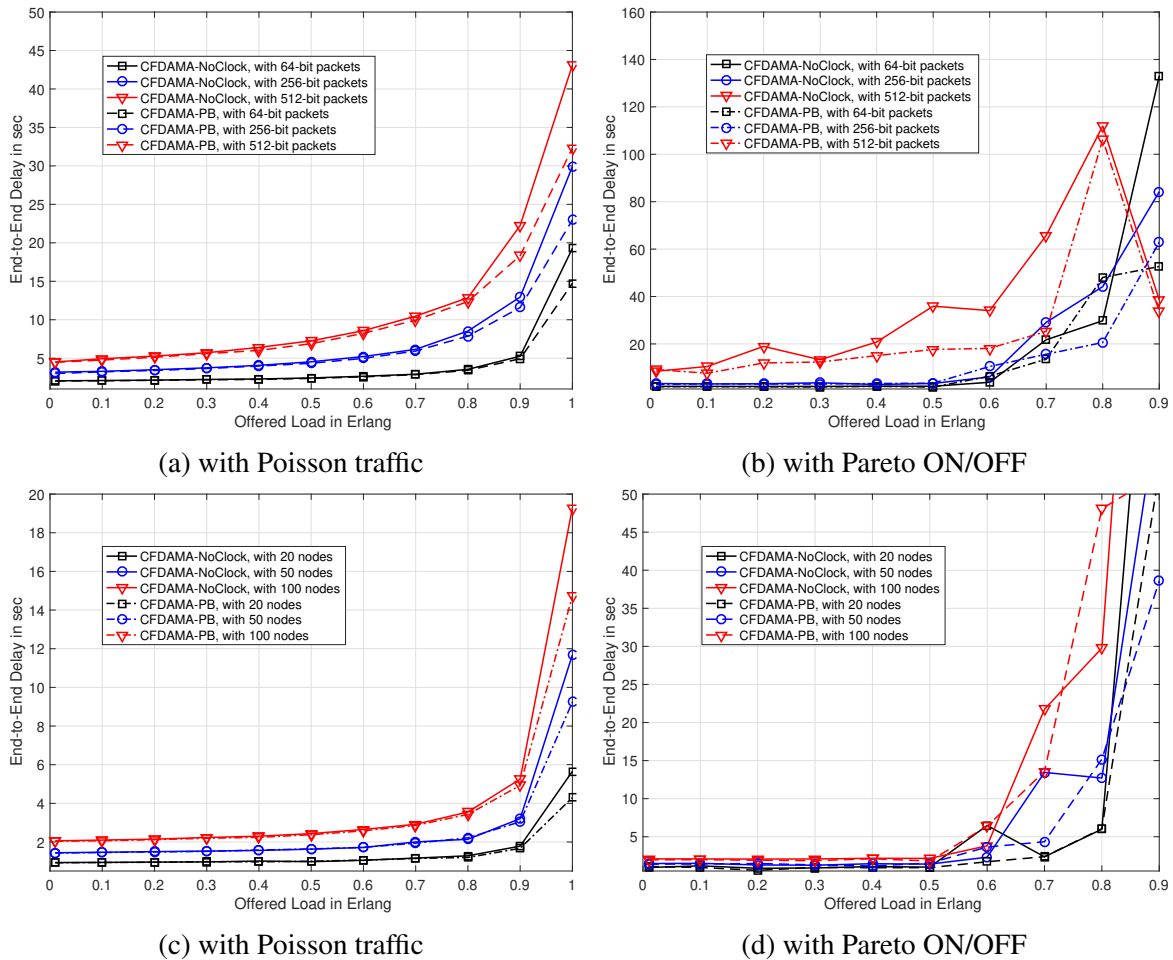 50
45
40
35
30
25
20
15
10
5
0 0.1 0.2 0.3 0.4 0.5 0.6 0.7 0.8 0.9 1
Offered Load in Erlang
End-to-End Delay in sec
CFDAMA-NoClock, with 64-bit packets
CFDAMA-NoClock, with 256-bit packets
CFDAMA-NoClock, with 512-bit packets
CFDAMA-PB, with 64-bit packets
CFDAMA-PB, with 256-bit packets
CFDAMA-PB, with 512-bit packets
(a) with Poisson traffic
160
140
120
100
80
60
40
20
0 0.1 0.2 0.3 0.4 0.5 0.6 0.7 0.8 0.9
Offered Load in Erlang
End-to-End Delay in sec
CFDAMA-NoClock, with 64-bit packets
CFDAMA-NoClock, with 256-bit packets
CFDAMA-NoClock, with 512-bit packets
CFDAMA-PB, with 64-bit packets
CFDAMA-PB, with 256-bit packets
CFDAMA-PB, with 512-bit packets
(b) with Pareto ON/OFF
20
18
16
14
12
10
8
6
4
2
0 0.1 0.2 0.3 0.4 0.5 0.6 0.7 0.8 0.9 1
Offered Load in Erlang
End-to-End Delay in sec
CFDAMA-NoClock, with 20 nodes
CFDAMA-NoClock, with 50 nodes
CFDAMA-NoClock, with 100 nodes
CFDAMA-PB, with 20 nodes
CFDAMA-PB, with 50 nodes
CFDAMA-PB, with 100 nodes
(c) with Poisson traffic
50
45
40
35
30
25
20
15
10
5
0 0.1 0.2 0.3 0.4 0.5 0.6 0.7 0.8 0.9
Offered Load in Erlang
End-to-End Delay in sec
CFDAMA-NoClock, with 20 nodes
CFDAMA-NoClock, with 50 nodes
CFDAMA-NoClock, with 100 nodes
CFDAMA-PB, with 20 nodes
CFDAMA-PB, with 50 nodes
CFDAMA-PB, with 100 nodes
(d) with Pareto ON/OFF